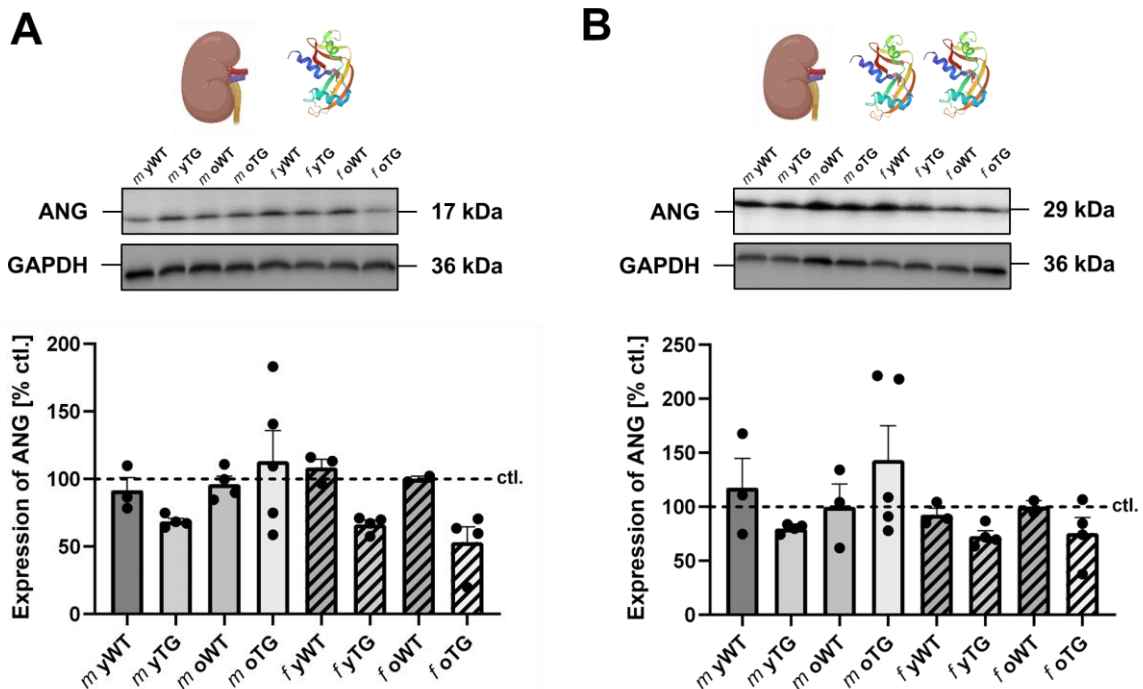 A
m yWT m yTG m oWT m oTG f yWT f yTG f oWT f oTG
ANG 17 kDa
GAPDH 36 kDa
Expression of ANG [% ctl.]
200
150
100
50
0
ctl.
m yWT m yTG m oWT m oTG f yWT f yTG f oWT f oTG
B
m yWT m yTG m oWT m oTG f yWT f yTG f oWT f oTG
ANG 29 kDa
GAPDH 36 kDa
Expression of ANG [% ctl.]
250
200
150
100
50
0
ctl.
m yWT m yTG m oWT m oTG f yWT f yTG f oWT f oTG